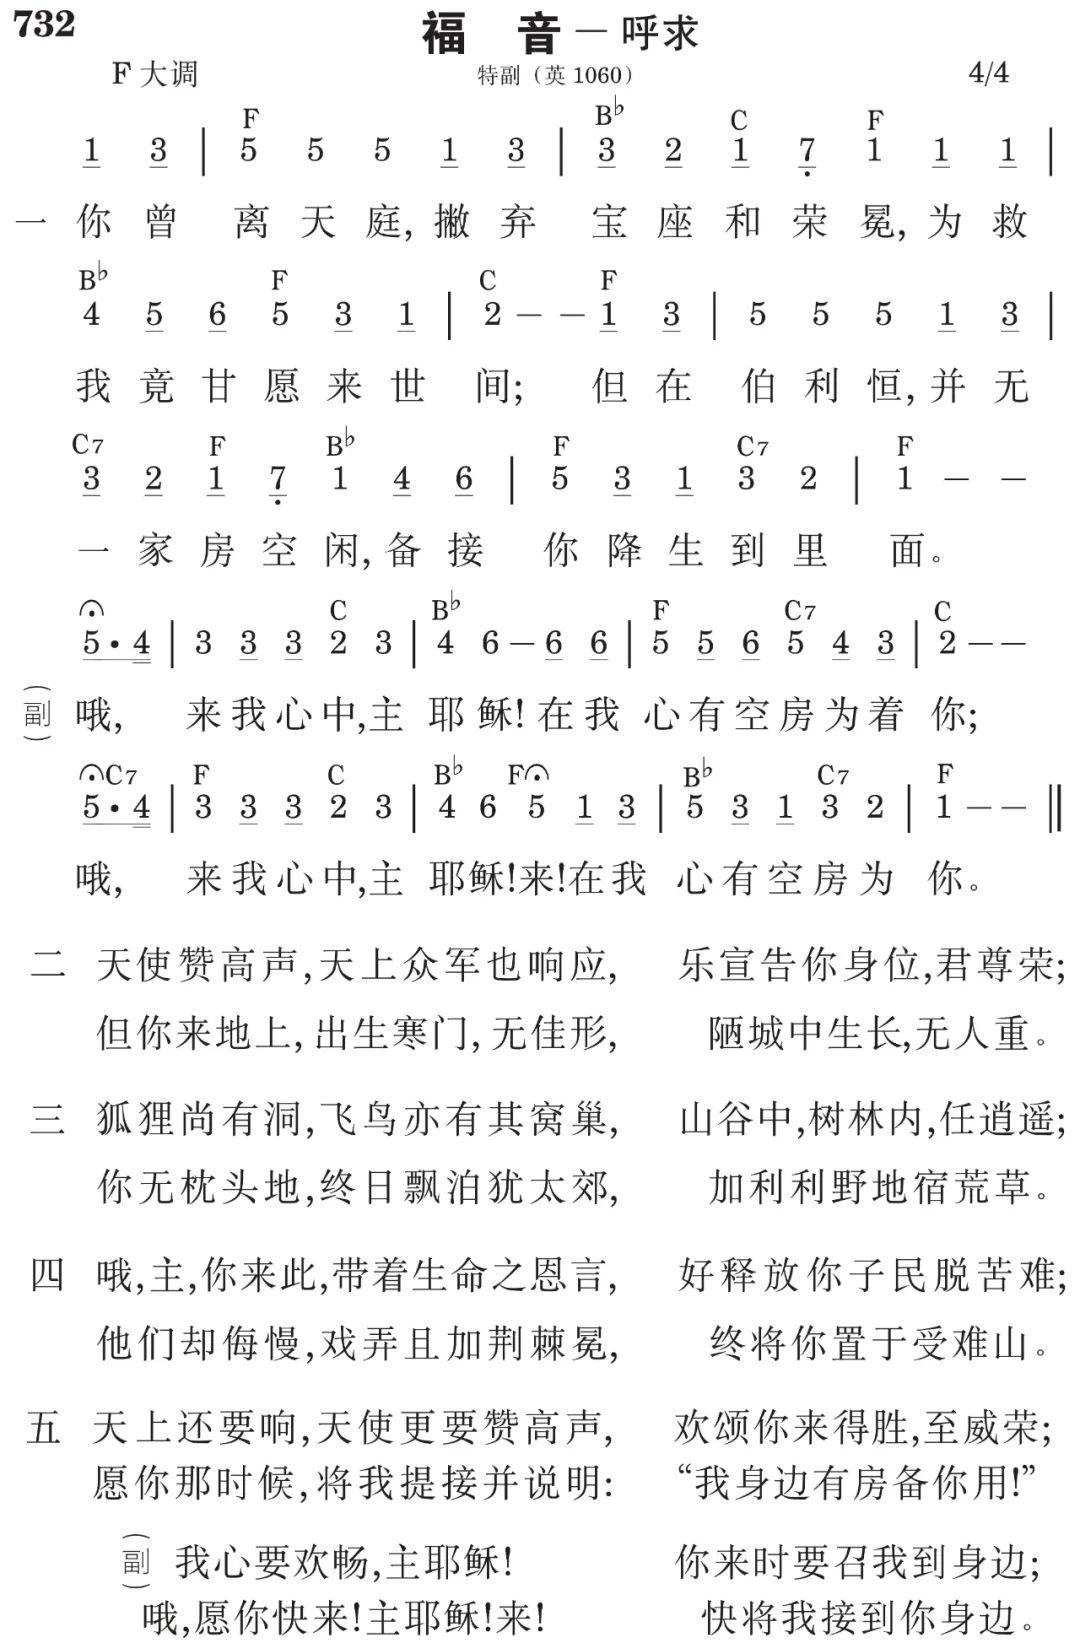 732
福 音 — 呼求
F 大调 特副（英 1060） 4/4
F B♭ C F
1 3 | 5 5 5 1 3 | 3 2 1 7 1 1 1 |
一 你 曾 离 天 庭, 撇 弃 宝 座 和 荣 冕, 为 救
B♭ F C F
4 5 6 5 3 1 | 2 — — 1 3 | 5 5 5 1 3 |
我 竟 甘 愿 来 世 间; 但 在 伯 利 恒, 并 无
C7 F B♭ F C7 F
3 2 1 7 1 4 6 | 5 3 1 3 2 | 1 — —
一 家 房 空 闲, 备 接 你 降 生 到 里 面。
C B♭ F C7 C
5 · 4 | 3 3 3 2 3 | 4 6 — 6 6 | 5 5 6 5 4 3 | 2 — —
（副） 哦, 来 我 心 中, 主 耶 稣! 在 我 心 有 空 房 为 着 你;
C7 F C B♭ F B♭ C7 F
5 · 4 | 3 3 3 2 3 | 4 6 5 1 3 | 5 3 1 3 2 | 1 — — ‖
哦, 来 我 心 中, 主 耶稣!来!在我 心 有 空 房 为 你。
二 天使赞高声,天上众军也响应, 乐宣告你身位,君尊荣;
但你来地上, 出生寒门, 无佳形, 陋城中生长,无人重。
三 狐狸尚有洞,飞鸟亦有其窝巢, 山谷中,树林内,任逍遥;
你无枕头地,终日飘泊犹太郊, 加利利野地宿荒草。
四 哦,主,你来此,带着生命之恩言, 好释放你子民脱苦难;
他们却侮慢,戏弄且加荆棘冕, 终将你置于受难山。
五 天上还要响,天使更要赞高声, 欢颂你来得胜,至威荣;
愿你那时候,将我提接并说明: “我身边有房备你用!”
（副） 我心要欢畅,主耶稣! 你来时要召我到身边;
哦,愿你快来!主耶稣!来! 快将我接到你身边。